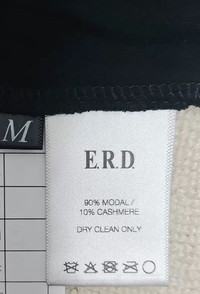 M
E.R.D.
90% MODAL /
10% CASHMERE
DRY CLEAN ONLY